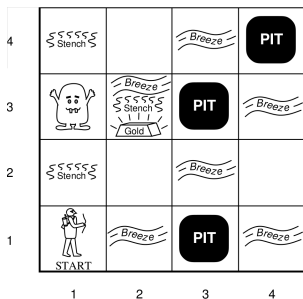 4
Stench
Breeze
PIT
3
Breeze
Stench
Gold
PIT
Breeze
2
Stench
Breeze
1
START
Breeze
PIT
Breeze
1 2 3 4